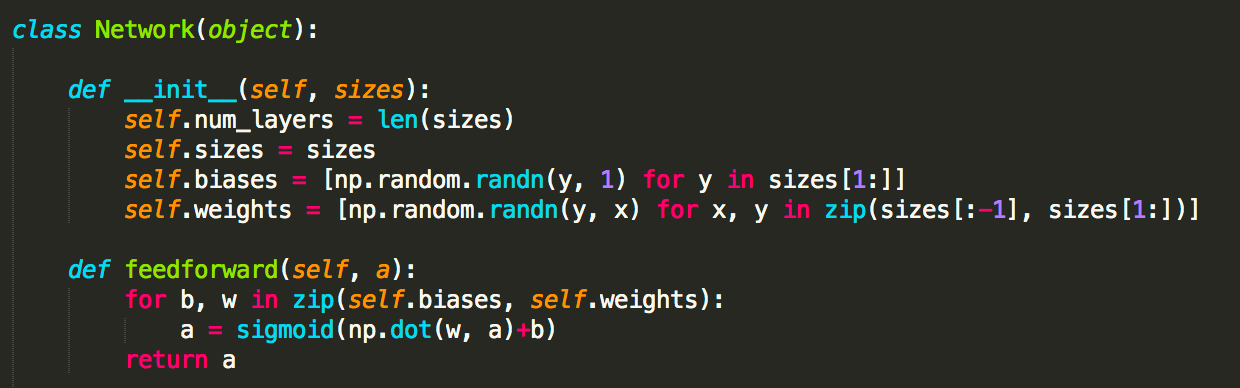 class Network(object):
    def __init__(self, sizes):
        self.num_layers = len(sizes)
        self.sizes = sizes
        self.biases = [np.random.randn(y, 1) for y in sizes[1:]]
        self.weights = [np.random.randn(y, x) for x, y in zip(sizes[:-1], sizes[1:])]
    def feedforward(self, a):
        for b, w in zip(self.biases, self.weights):
            a = sigmoid(np.dot(w, a)+b)
        return a